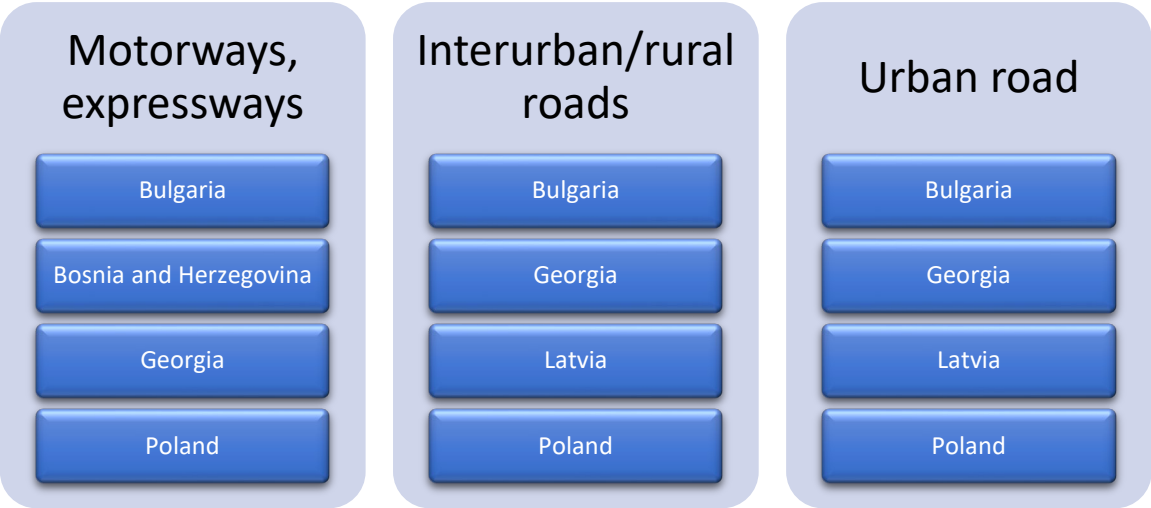 Motorways,
expressways
Bulgaria
Bosnia and Herzegovina
Georgia
Poland
Interurban/rural
roads
Bulgaria
Georgia
Latvia
Poland
Urban road
Bulgaria
Georgia
Latvia
Poland